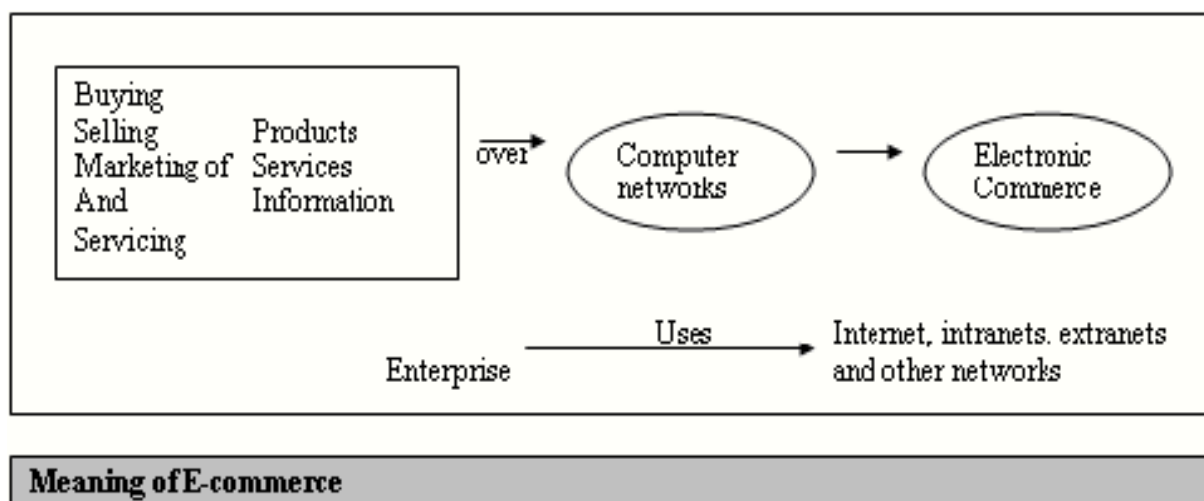 Buying
Selling Products
Marketing of Services
And Information
Servicing
over
Computer
networks
Electronic
Commerce
Uses
Enterprise
Internet, intranets. extranets
and other networks
Meaning of E-commerce